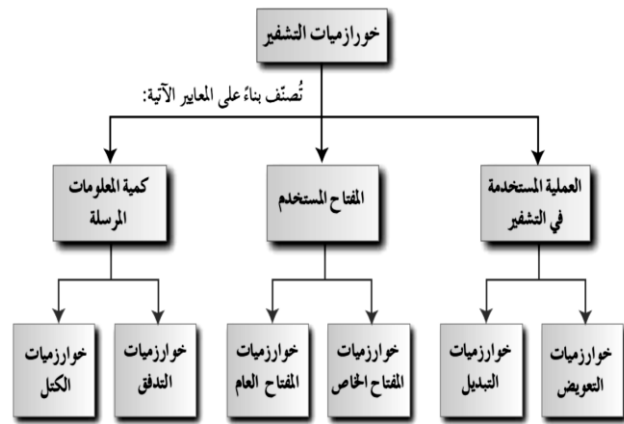 خورازميات التشفير
تُصنّف بناءً على المعايير الآتية:
العملية المستخدمة
في التشفير
المفتاح المستخدم
كمية المعلومات
المرسلة
خوارزميات
التعويض
خوارزميات
التبديل
خوارزميات
المفتاح الخاص
خوارزميات
المفتاح العام
خوارزميات
التدفق
خوارزميات
الكتل